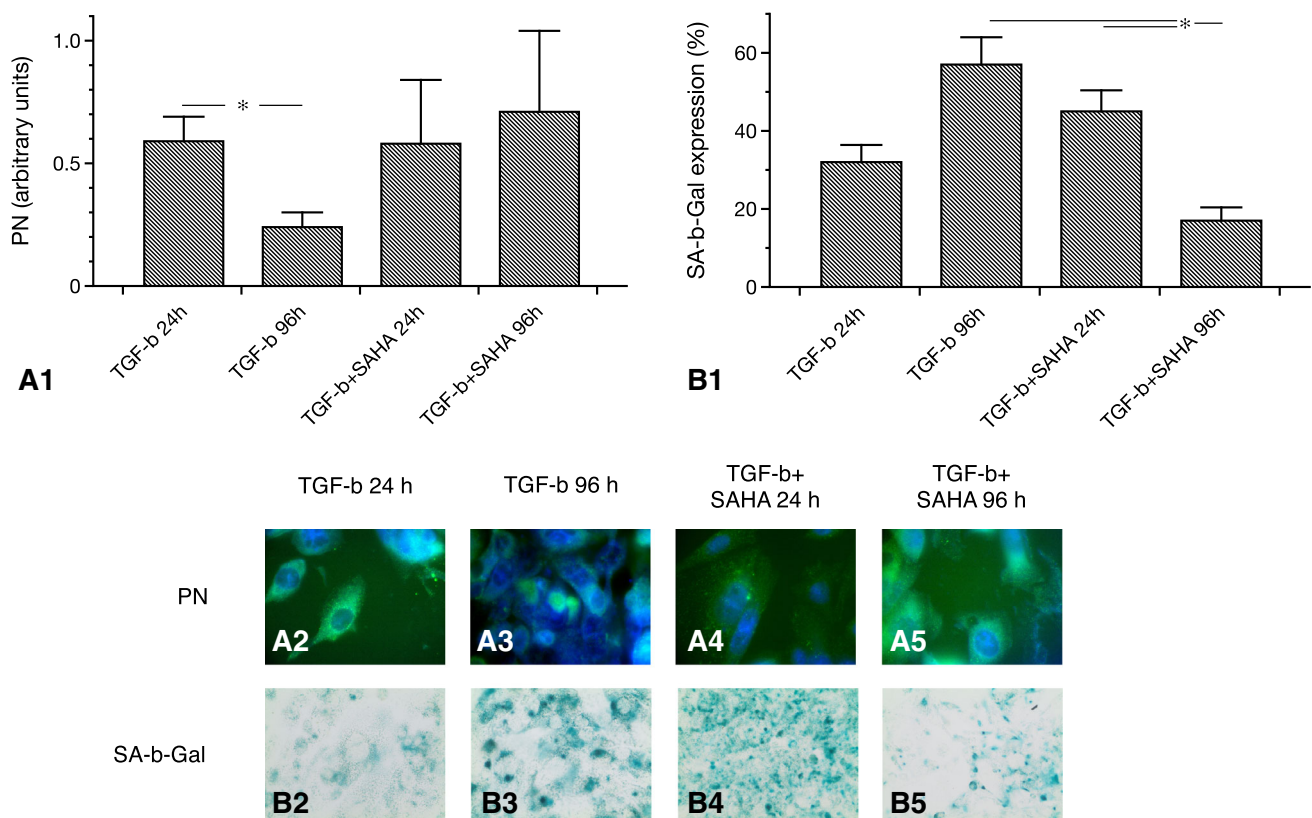 PN (arbitrary units)
1.0
0.5
0
*
TGF-b 24h
TGF-b 96h
TGF-b+SAHA 24h
TGF-b+SAHA 96h
A1
SA-b-Gal expression (%)
60
40
20
0
*
TGF-b 24h
TGF-b 96h
TGF-b+SAHA 24h
TGF-b+SAHA 96h
B1
TGF-b 24 h
TGF-b 96 h
TGF-b+
SAHA 24 h
TGF-b+
SAHA 96 h
PN
A2
A3
A4
A5
SA-b-Gal
B2
B3
B4
B5